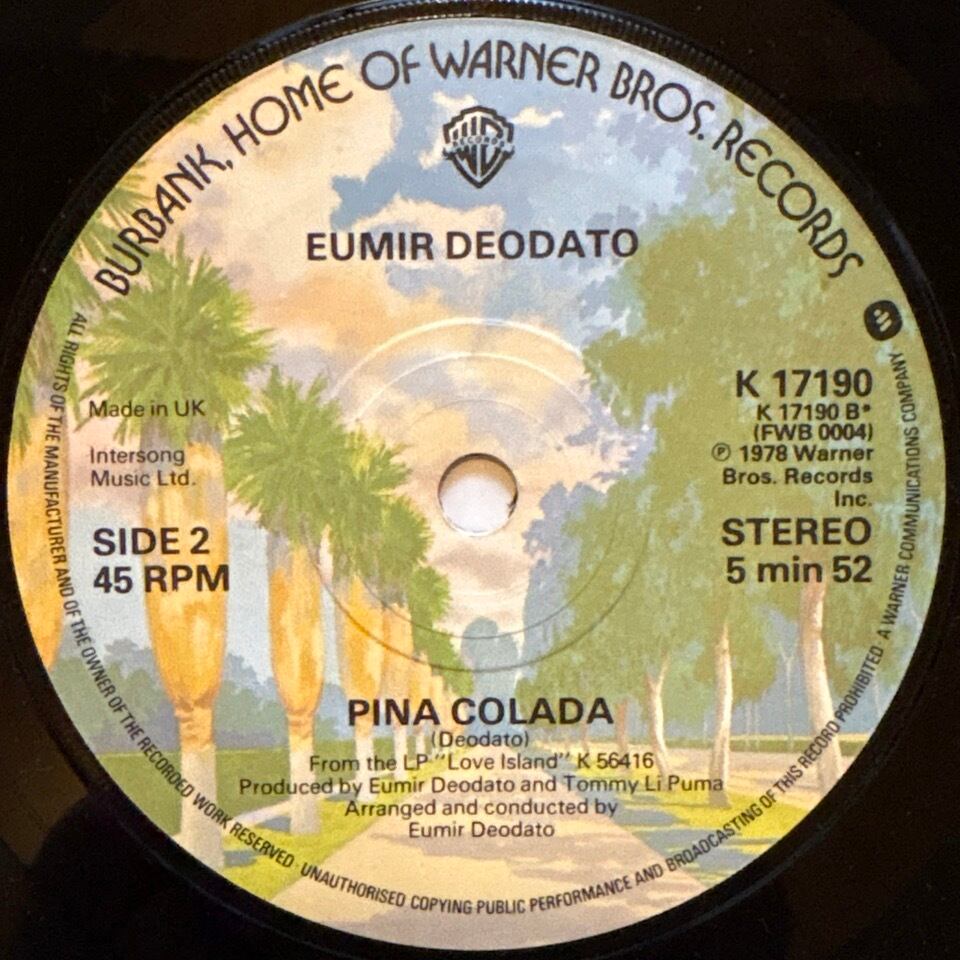 BURBANK, HOME OF WARNER BROS. RECORDS
RECORDS
EUMIR DEODATO
Made in UK
Intersong
Music Ltd.
SIDE 2
45 RPM
K 17190
K 17190 B*
(FWB 0004)
℗ 1978 Warner
Bros. Records
Inc.
STEREO
5 min 52
PINA COLADA
(Deodato)
From the LP "Love Island" K 56416
Produced by Eumir Deodato and Tommy Li Puma
Arranged and conducted by
Eumir Deodato
ALL RIGHTS OF THE MANUFACTURER AND OF THE OWNER OF THE RECORDED WORK RESERVED · UNAUTHORISED COPYING PUBLIC PERFORMANCE AND BROADCASTING OF THIS RECORD PROHIBITED · A WARNER COMMUNICATIONS COMPANY